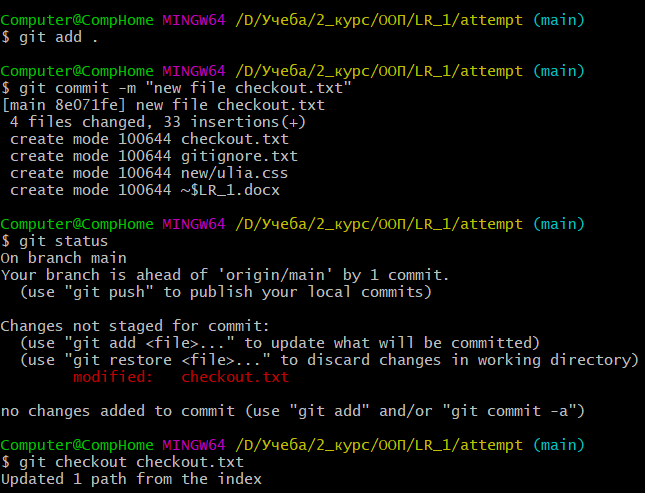 Computer@CompHome MINGW64 /D/Учеба/2_курс/ООП/LR_1/attempt (main)
$ git add .
Computer@CompHome MINGW64 /D/Учеба/2_курс/ООП/LR_1/attempt (main)
$ git commit -m "new file checkout.txt"
[main 8e071fe] new file checkout.txt
 4 files changed, 33 insertions(+)
 create mode 100644 checkout.txt
 create mode 100644 gitignore.txt
 create mode 100644 new/ulia.css
 create mode 100644 ~$LR_1.docx
Computer@CompHome MINGW64 /D/Учеба/2_курс/ООП/LR_1/attempt (main)
$ git status
On branch main
Your branch is ahead of 'origin/main' by 1 commit.
  (use "git push" to publish your local commits)
Changes not staged for commit:
  (use "git add <file>..." to update what will be committed)
  (use "git restore <file>..." to discard changes in working directory)
        modified:   checkout.txt
no changes added to commit (use "git add" and/or "git commit -a")
Computer@CompHome MINGW64 /D/Учеба/2_курс/ООП/LR_1/attempt (main)
$ git checkout checkout.txt
Updated 1 path from the index